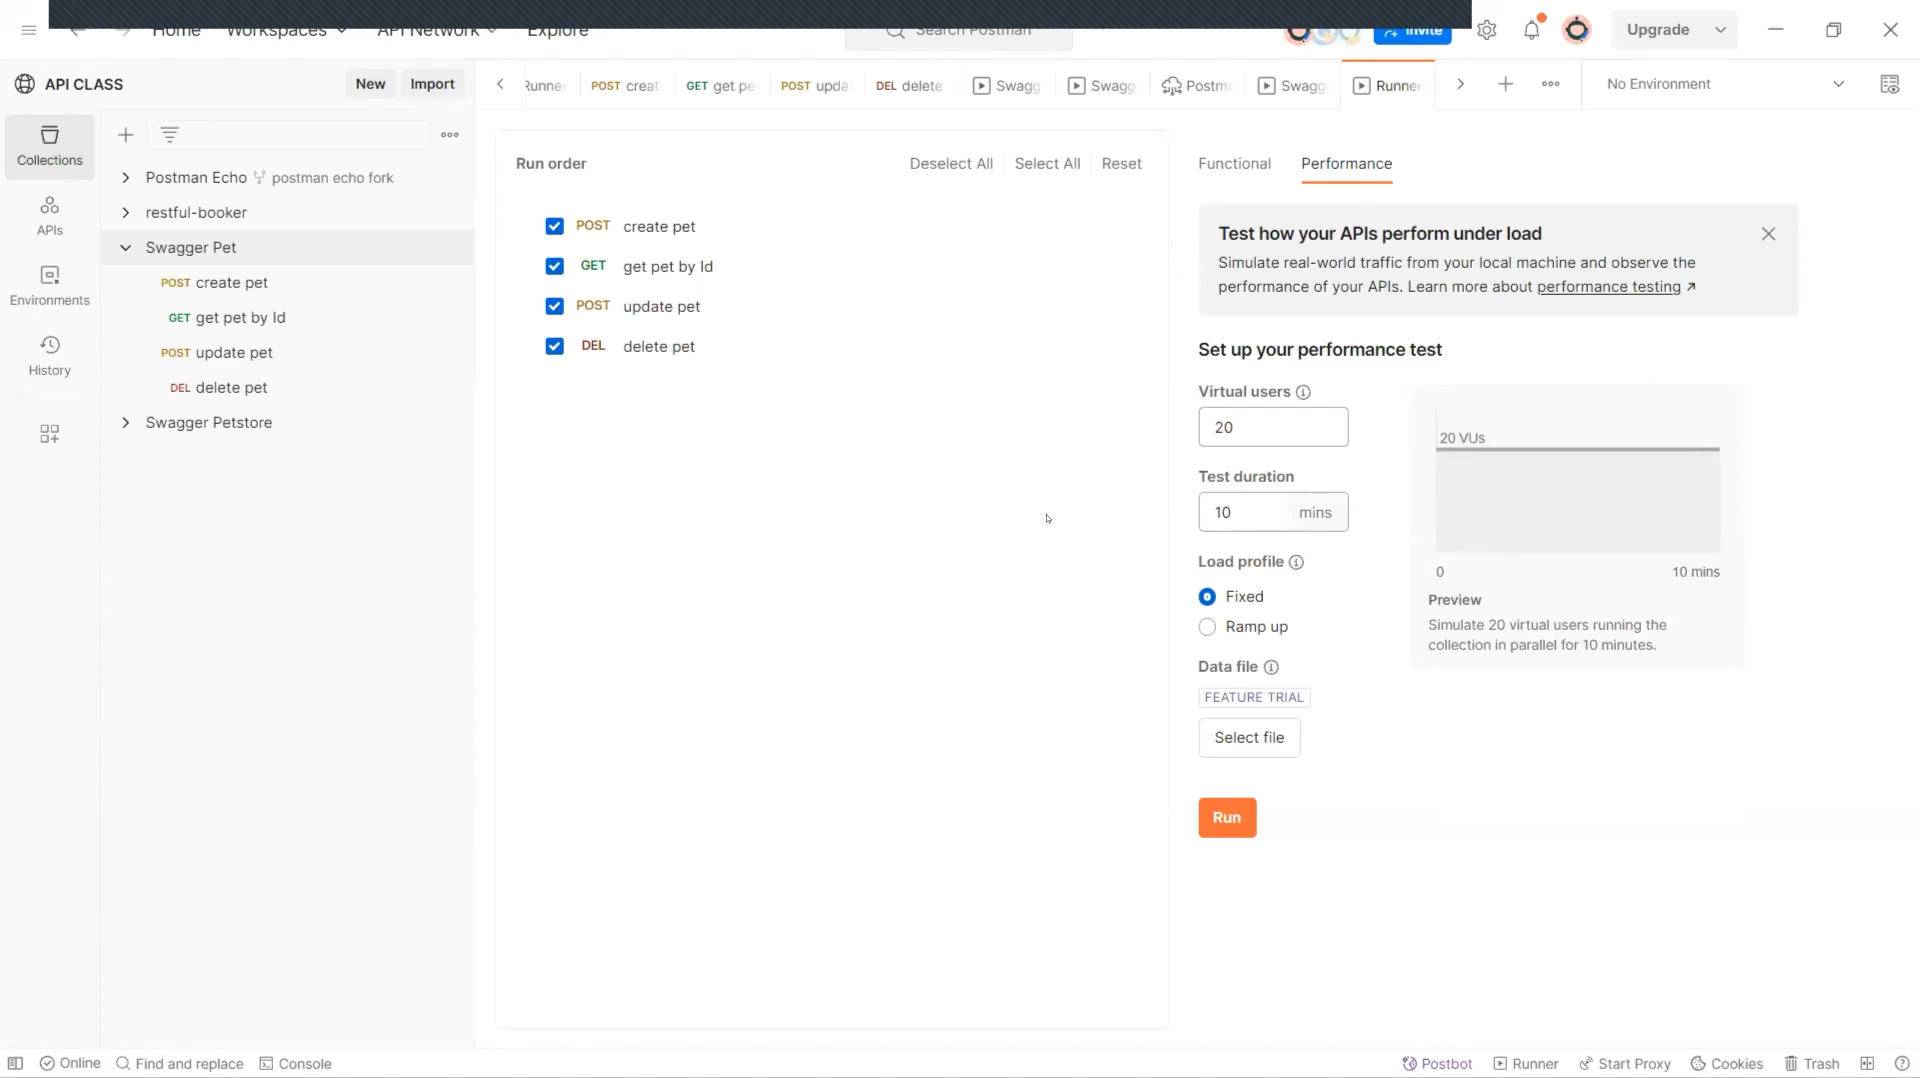 Home Workspaces API Network Explore
Search Postman
Invite
Upgrade
API CLASS
New
Import
Runner
POST creat
GET get pe
POST upda
DEL delete
Swagg
Swagg
Postm
Swagg
Runne
No Environment
Collections
APIs
Environments
History
Postman Echo postman echo fork
restful-booker
Swagger Pet
POST create pet
GET get pet by Id
POST update pet
DEL delete pet
Swagger Petstore
Run order
Deselect All
Select All
Reset
POST create pet
GET get pet by Id
POST update pet
DEL delete pet
Functional
Performance
Test how your APIs perform under load
Simulate real-world traffic from your local machine and observe the
performance of your APIs. Learn more about performance testing ↗
Set up your performance test
Virtual users
20
Test duration
10 mins
Load profile
Fixed
Ramp up
Data file
FEATURE TRIAL
Select file
Run
20 VUs
0 10 mins
Preview
Simulate 20 virtual users running the
collection in parallel for 10 minutes.
Online
Find and replace
Console
Postbot
Runner
Start Proxy
Cookies
Trash